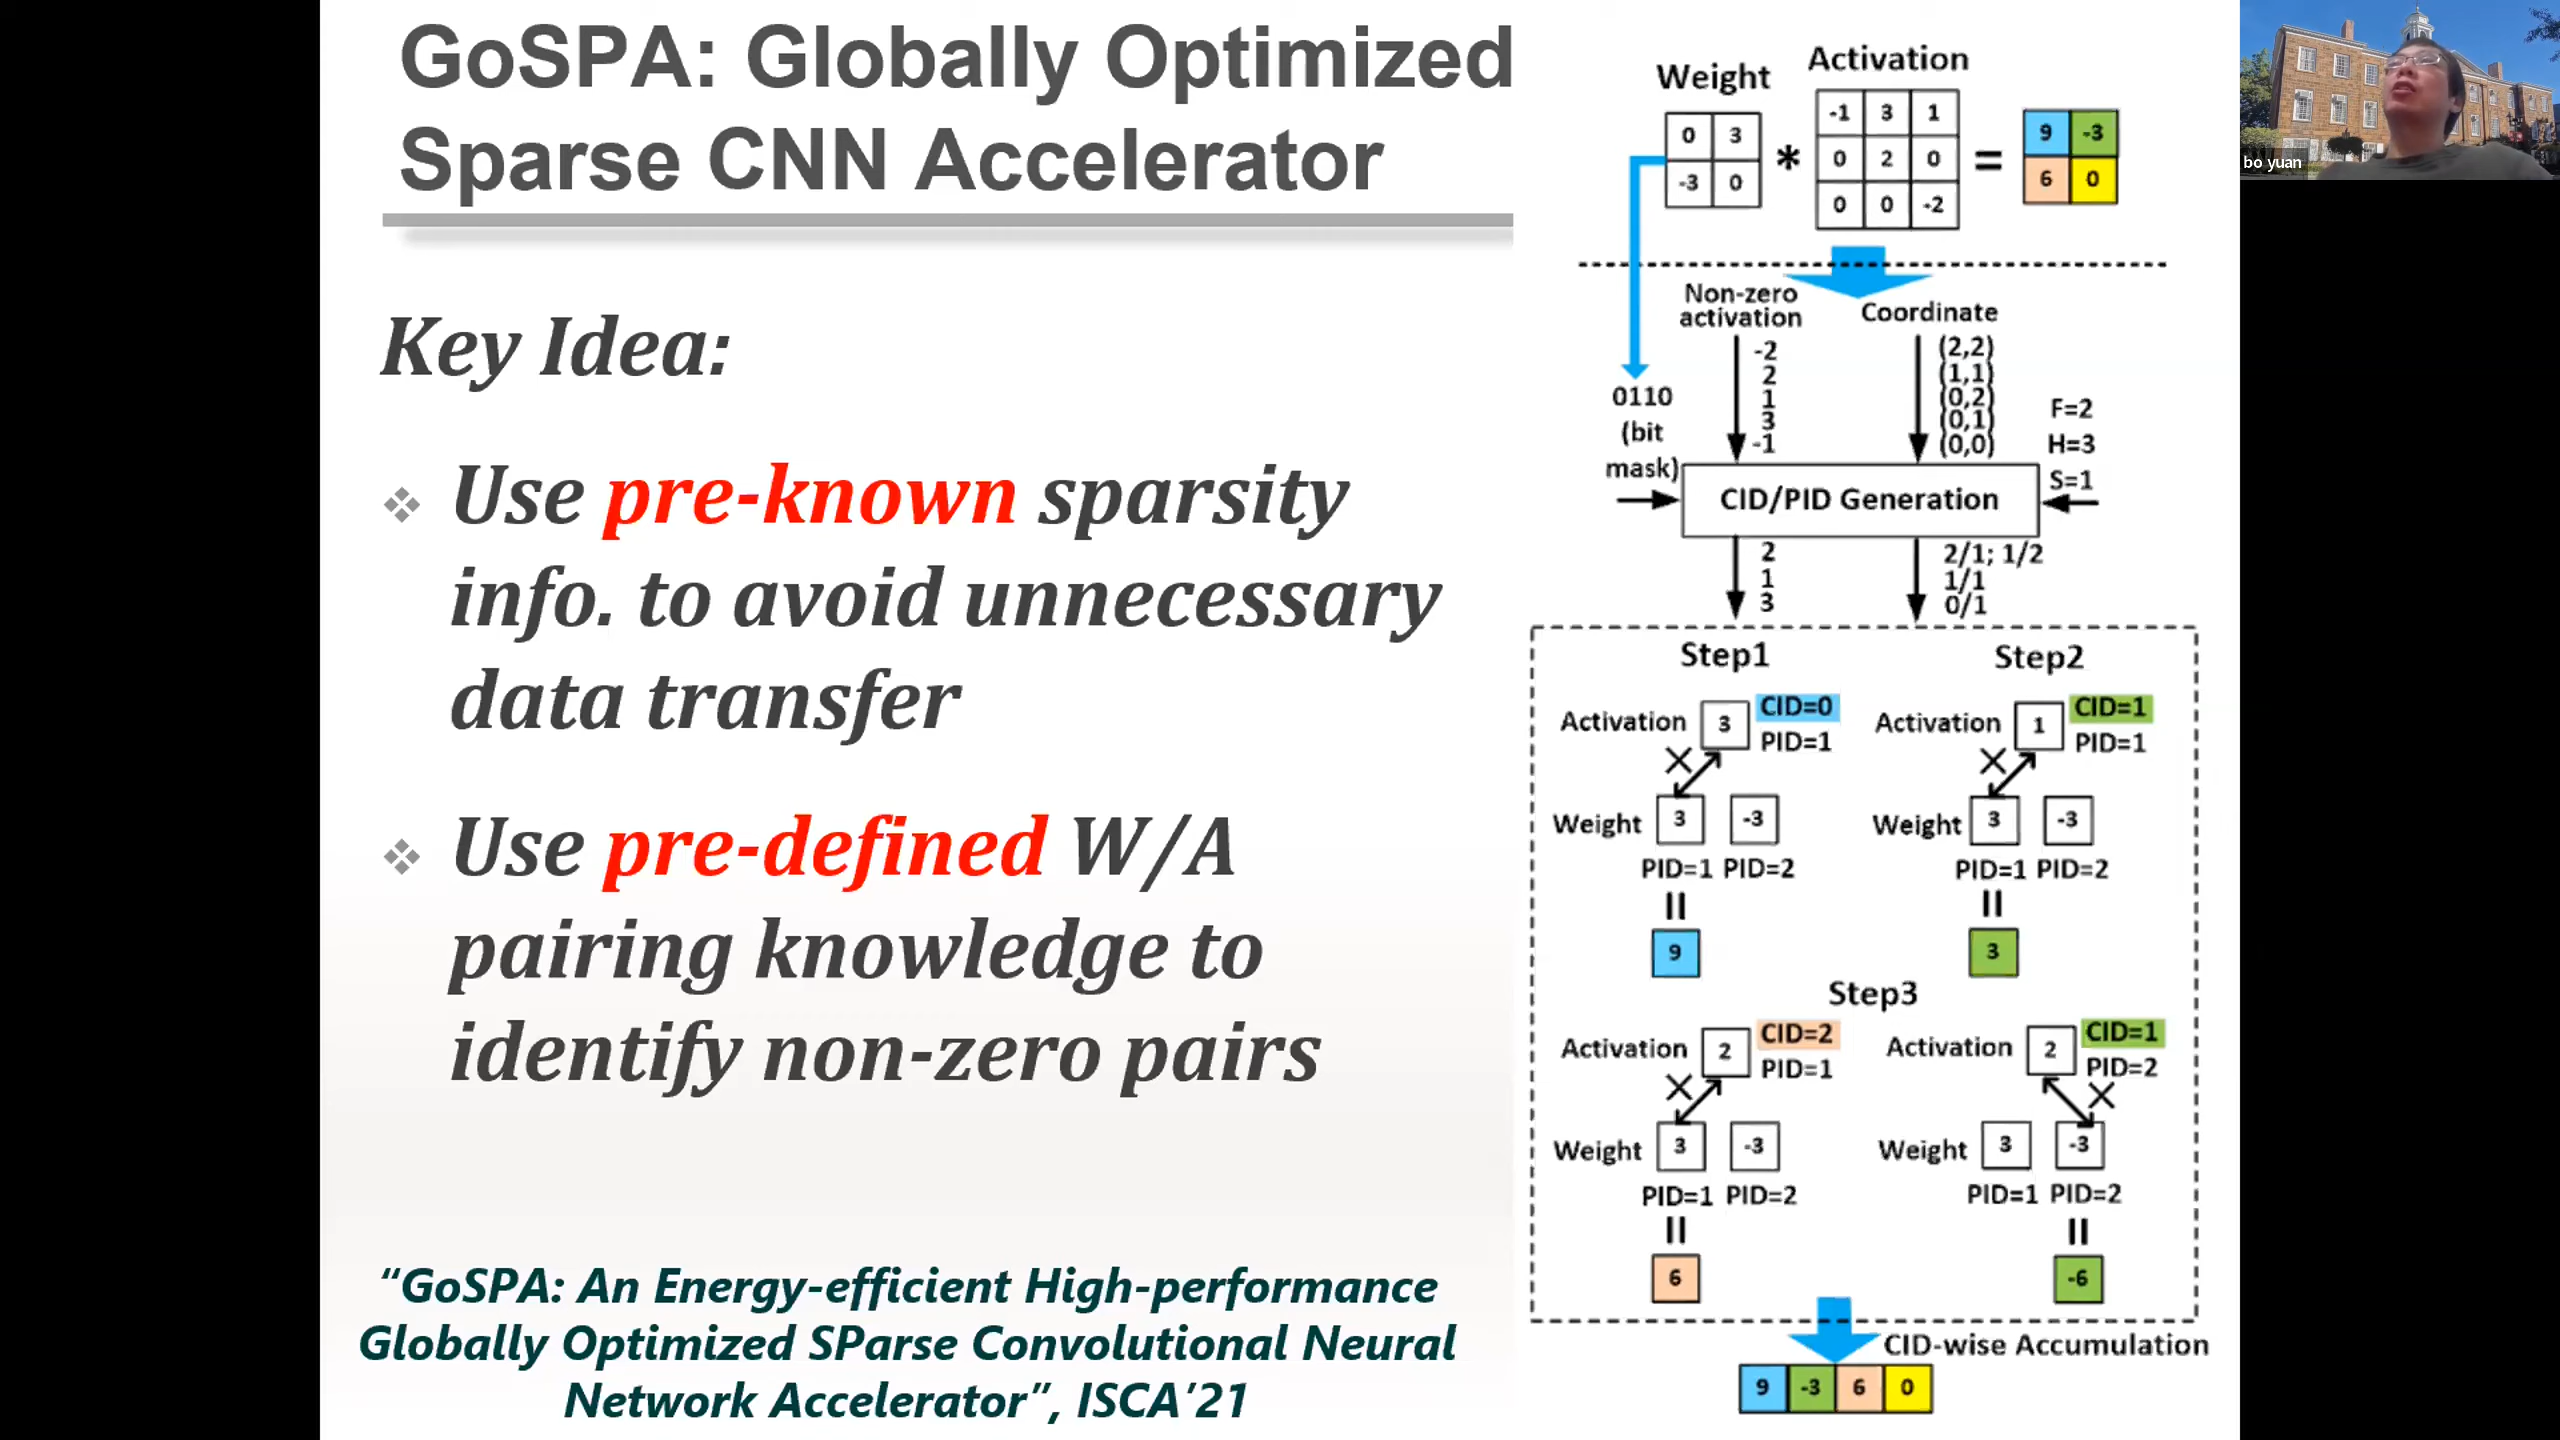 GoSPA: Globally Optimized
Sparse CNN Accelerator
Key Idea:
Use pre-known sparsity
info. to avoid unnecessary
data transfer
Use pre-defined W/A
pairing knowledge to
identify non-zero pairs
“GoSPA: An Energy-efficient High-performance
Globally Optimized SParse Convolutional Neural
Network Accelerator”, ISCA’21
Weight
Activation
0 3
-3 0
*
-1 3 1
0 2 0
0 0 -2
=
9 -3
6 0
Non-zero
activation
Coordinate
-2
2
1
3
-1
(2,2)
(1,1)
(0,2)
(0,1)
(0,0)
0110
(bit
mask)
F=2
H=3
S=1
CID/PID Generation
2
1
3
2/1; 1/2
1/1
0/1
Step1
Activation 3 CID=0
PID=1
×
Weight 3 -3
PID=1 PID=2
=
9
Step2
Activation 1 CID=1
PID=1
×
Weight 3 -3
PID=1 PID=2
=
3
Step3
Activation 2 CID=2
PID=1
×
Weight 3 -3
PID=1 PID=2
=
6
Activation 2 CID=1
PID=2
×
Weight 3 -3
PID=1 PID=2
=
-6
CID-wise Accumulation
9 -3 6 0
bo yuan